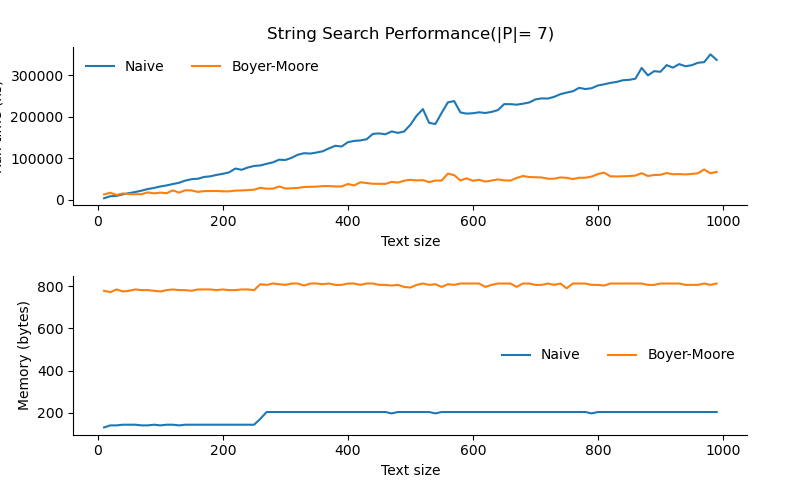 String Search Performance(|P|= 7)
Naive
Boyer-Moore
300000
200000
100000
0
0 200 400 600 800 1000
Text size
Memory (bytes)
800
600
400
200
Naive
Boyer-Moore
0 200 400 600 800 1000
Text size